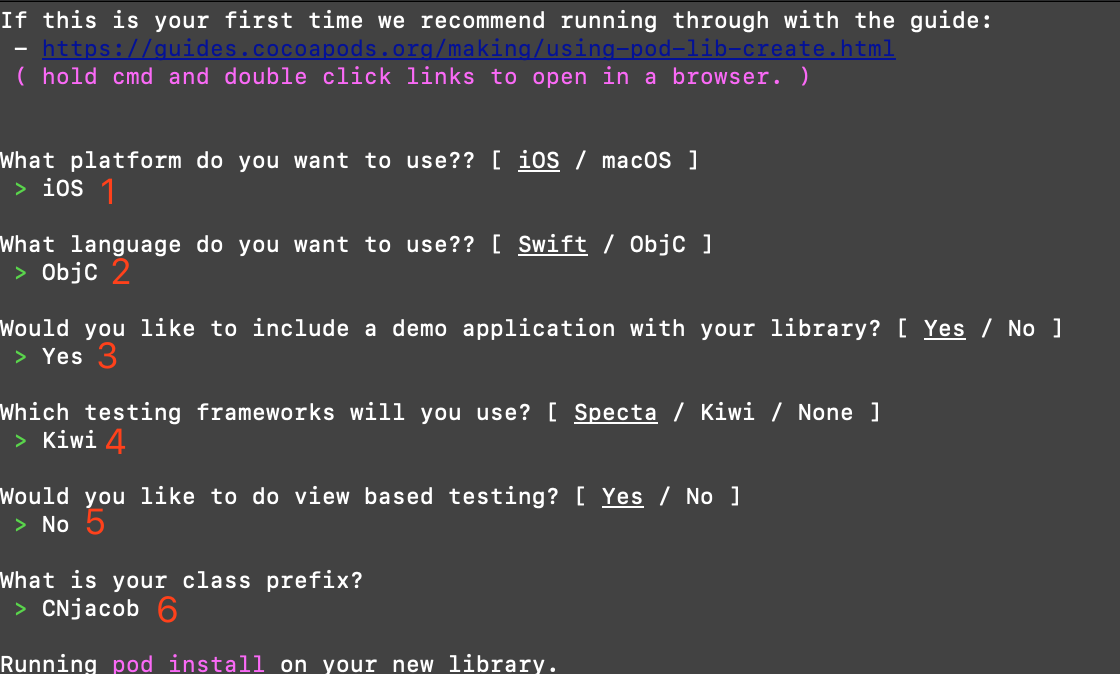 If this is your first time we recommend running through with the guide:
– https://guides.cocoapods.org/making/using-pod-lib-create.html
( hold cmd and double click links to open in a browser. )
What platform do you want to use?? [ iOS / macOS ]
> iOS 1
What language do you want to use?? [ Swift / ObjC ]
> ObjC 2
Would you like to include a demo application with your library? [ Yes / No ]
> Yes 3
Which testing frameworks will you use? [ Specta / Kiwi / None ]
> Kiwi 4
Would you like to do view based testing? [ Yes / No ]
> No 5
What is your class prefix?
> CNjacob 6
Running pod install on your new library.